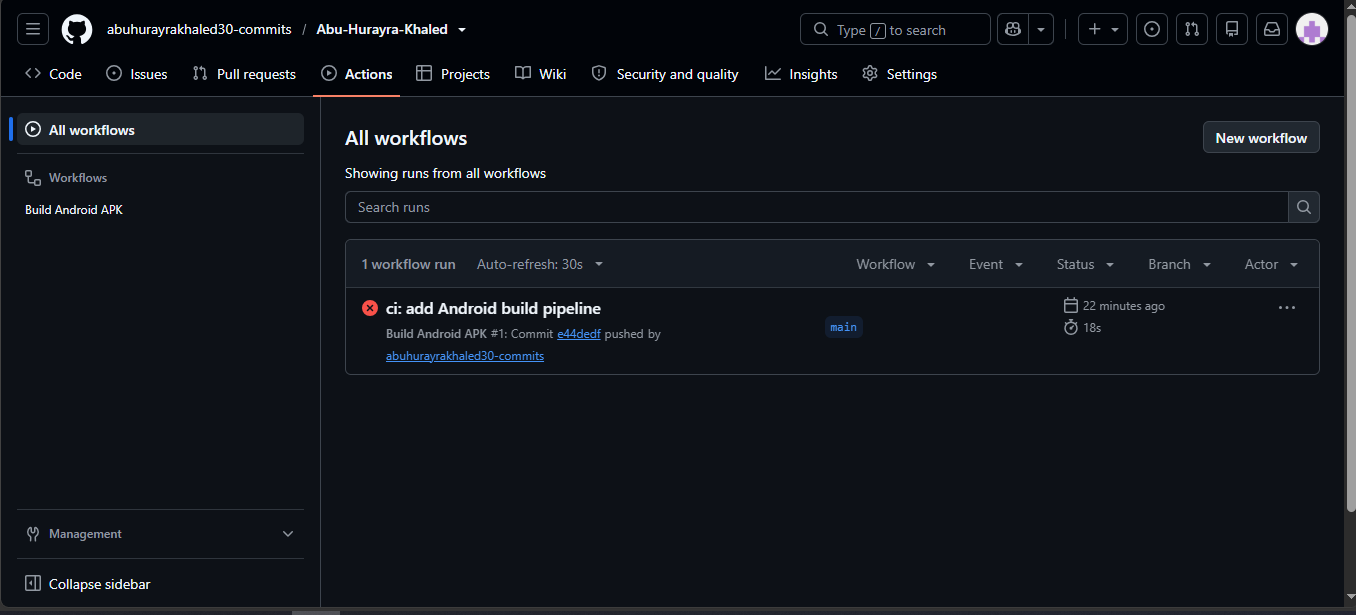 abuhurayrakhaled30-commits / Abu-Hurayra-Khaled
Type / to search
Code Issues Pull requests Actions Projects Wiki Security and quality Insights Settings
All workflows
Workflows
Build Android APK
Management
Collapse sidebar
All workflows
New workflow
Showing runs from all workflows
Search runs
1 workflow run Auto-refresh: 30s Workflow Event Status Branch Actor
ci: add Android build pipeline
Build Android APK #1: Commit e44dedf pushed by
abuhurayrakhaled30-commits
main
22 minutes ago
18s